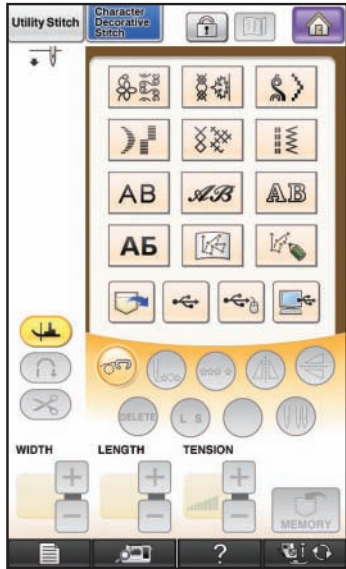 Utility Stitch
Character
Decorative
Stitch
AB
AB
AB
АБ
DELETE
L S
WIDTH
LENGTH
TENSION
+
+
+
−
−
−
MEMORY
?